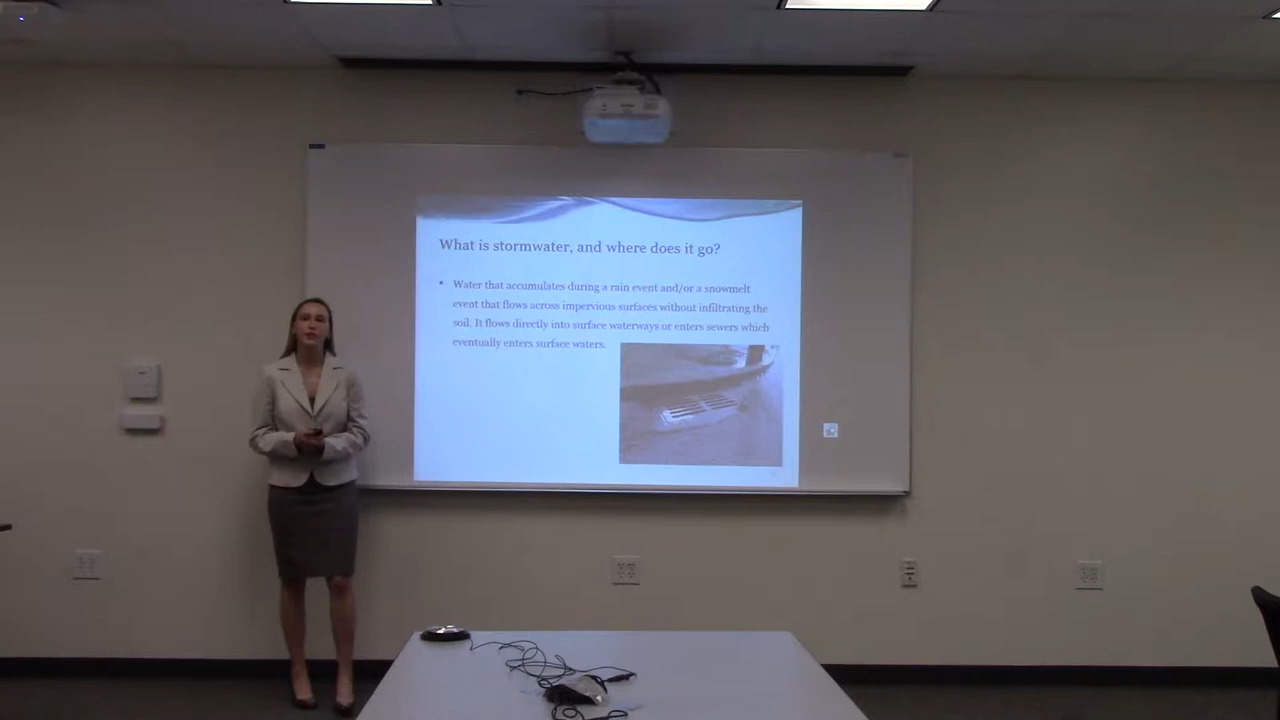 What is stormwater, and where does it go?
• Water that accumulates during a rain event and/or a snowmelt
event that flows across impervious surfaces without infiltrating the
soil. It flows directly into surface waterways or enters sewers which
eventually enters surface waters.